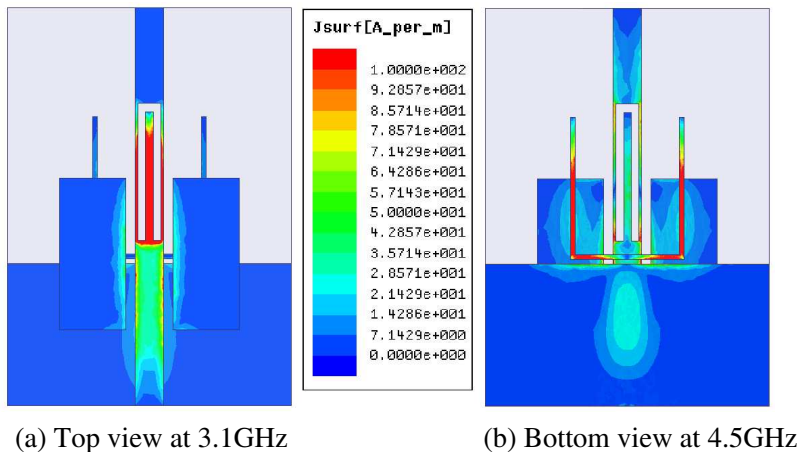 Jsurf[A_per_m]
1.0000e+002
9.2857e+001
8.5714e+001
7.8571e+001
7.1429e+001
6.4286e+001
5.7143e+001
5.0000e+001
4.2857e+001
3.5714e+001
2.8571e+001
2.1429e+001
1.4286e+001
7.1429e+000
0.0000e+000
(a) Top view at 3.1GHz
(b) Bottom view at 4.5GHz